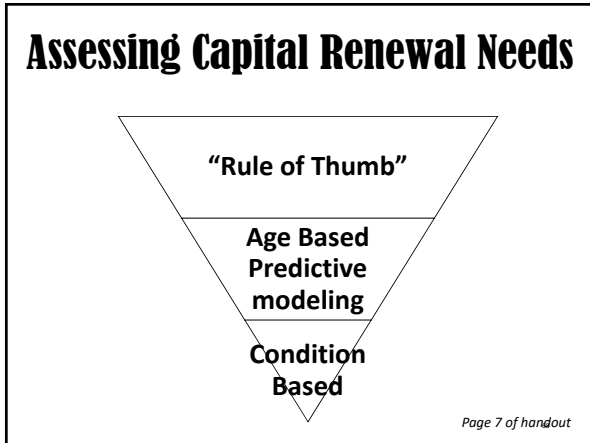 Assessing Capital Renewal Needs
“Rule of Thumb”
Age Based
Predictive
modeling
Condition
Based
Page 7 of handout